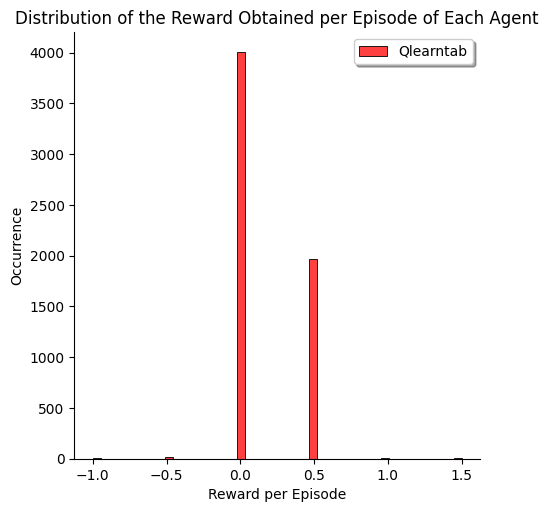 Distribution of the Reward Obtained per Episode of Each Agent
Qlearntab
Occurrence
4000
3500
3000
2500
2000
1500
1000
500
0
−1.0 −0.5 0.0 0.5 1.0 1.5
Reward per Episode